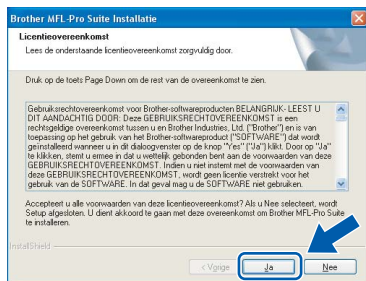 Brother MFL-Pro Suite Installatie
Licentieovereenkomst
Lees de onderstaande licentieovereenkomst zorgvuldig door.
Druk op de toets Page Down om de rest van de overeenkomst te zien.
Gebruiksrechtovereenkomst voor Brother-softwareproducten BELANGRIJK- LEEST U
DIT AANDACHTIG DOOR: Deze GEBRUIKSRECHTOVEREENKOMST is een
rechtsgeldige overeenkomst tussen u en Brother Industries, Ltd. ("Brother") en is van
toepassing op het gebruik van het Brother-product ("SOFTWARE") dat wordt
geïnstalleerd wanneer u in dit dialoogvenster op de knop "Yes" ("Ja") klikt. Door op "Ja"
te klikken, stemt u ermee in dat u wettelijk gebonden bent aan de voorwaarden van deze
GEBRUIKSRECHTOVEREENKOMST. Indien u niet instemt met de voorwaarden van
deze GEBRUIKSRECHTOVEREENKOMST, wordt geen licentie verstrekt voor het
gebruik van de SOFTWARE. In dat geval mag u de SOFTWARE niet gebruiken.
Accepteert u alle voorwaarden van deze licentieovereenkomst? Als u Nee selecteert, wordt
Setup afgesloten. U dient akkoord te gaan met deze overeenkomst om Brother MFL-Pro Suite
te installeren.
InstallShield
< Vorige
Ja
Nee